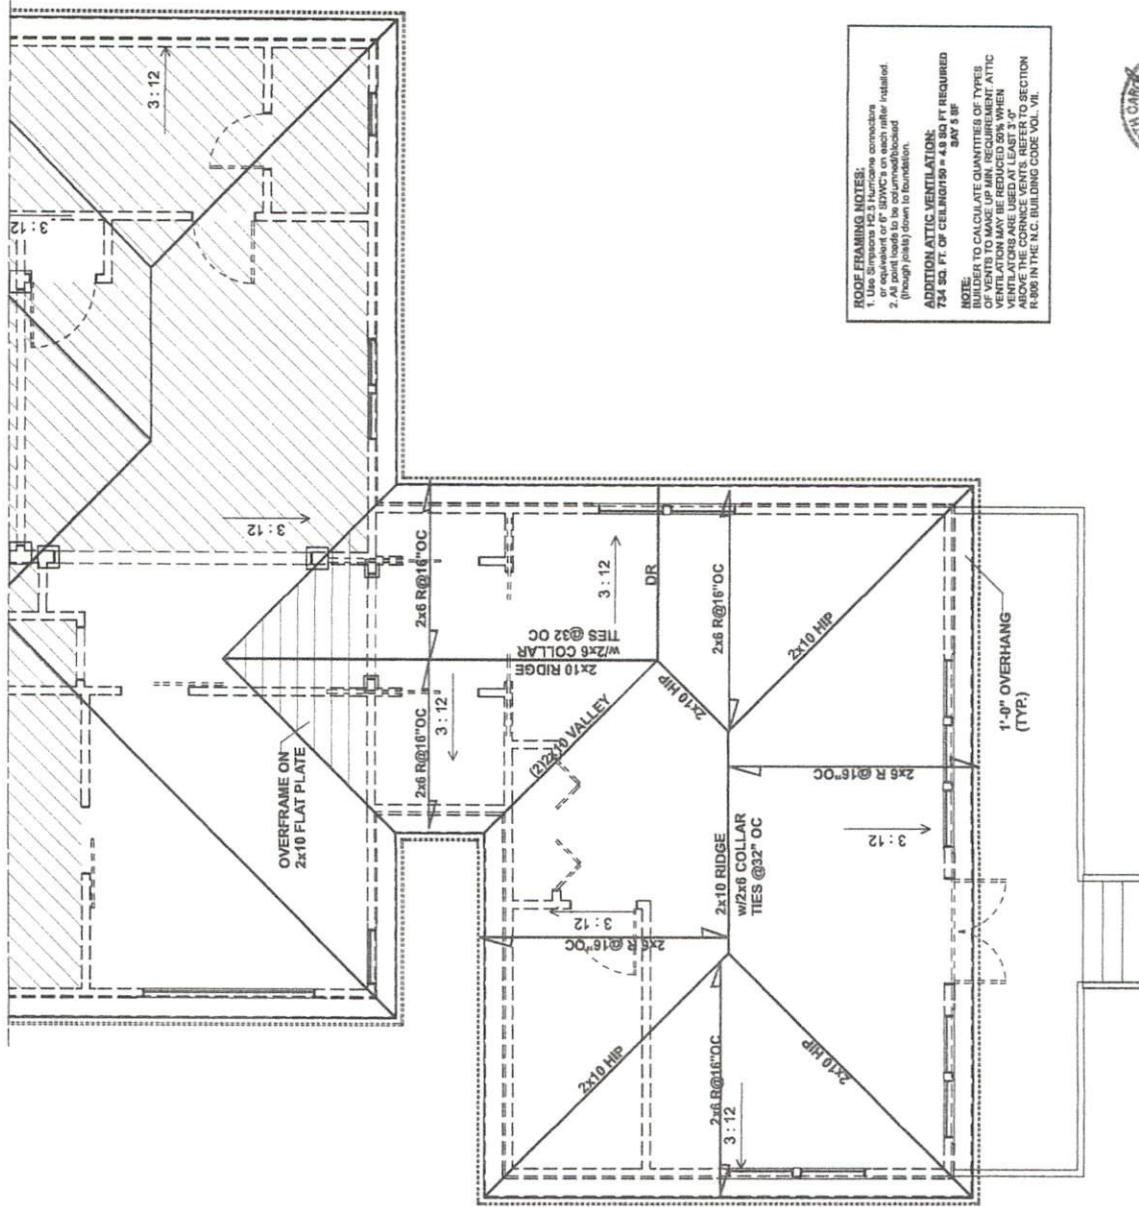 ROOF FRAMING NOTES:
1. Use Simpsons H2.5 Hurricane connectors
or equivalent or 6" SDWC's on each rafter installed.
2. All point loads to be columned/blocked
(though joists) down to foundation.
ADDITION ATTIC VENTILATION:
734 SQ. FT. OF CEILING/150 = 4.9 SQ FT REQUIRED
SAY 5 SF
NOTE:
BUILDER TO CALCULATE QUANTITIES OF TYPES
OF VENTS TO MAKE UP MIN. REQUIREMENT. ATTIC
VENTILATION MAY BE REDUCED 50% WHEN
VENTILATORS ARE USED AT LEAST 3'-0"
ABOVE THE CORNICE VENTS. REFER TO SECTION
R-806 IN THE N.C. BUILDING CODE VOL. VII.
3 : 12
3 : 12
3 : 12
OVERFRAME ON
2x10 FLAT PLATE
2x6 R@16"OC
2x6 R@16"OC
3 : 12
3 : 12
2x10 RIDGE
w/2x6 COLLAR
TIES @32 OC
DR
(2)2x10 VALLEY
2x10 HIP
2x6 R@16"OC
2x10 HIP
2x10 RIDGE
w/2x6 COLLAR
TIES @32" OC
2x6 R @16"OC
2x6 R @16"OC
3 : 12
3 : 12
2x10 HIP
2x6 R@16"OC
3 : 12
2x10 HIP
1'-0" OVERHANG
(TYP.)